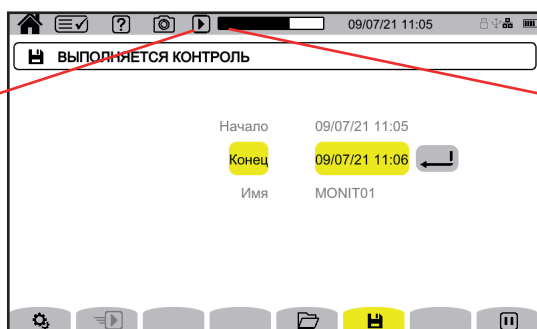 09/07/21 11:05
ВЫПОЛНЯЕТСЯ КОНТРОЛЬ
Начало 09/07/21 11:05
Конец 09/07/21 11:06
Имя MONIT01